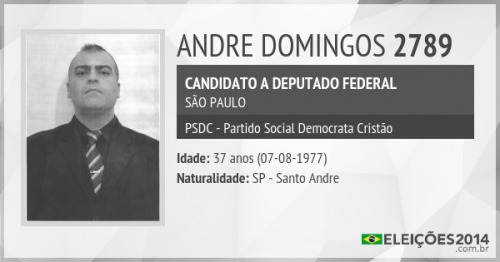 ANDRE DOMINGOS 2789
CANDIDATO A DEPUTADO FEDERAL
SÃO PAULO
PSDC - Partido Social Democrata Cristão
Idade: 37 anos (07-08-1977)
Naturalidade: SP - Santo Andre
ELEIÇÕES2014
.com.br